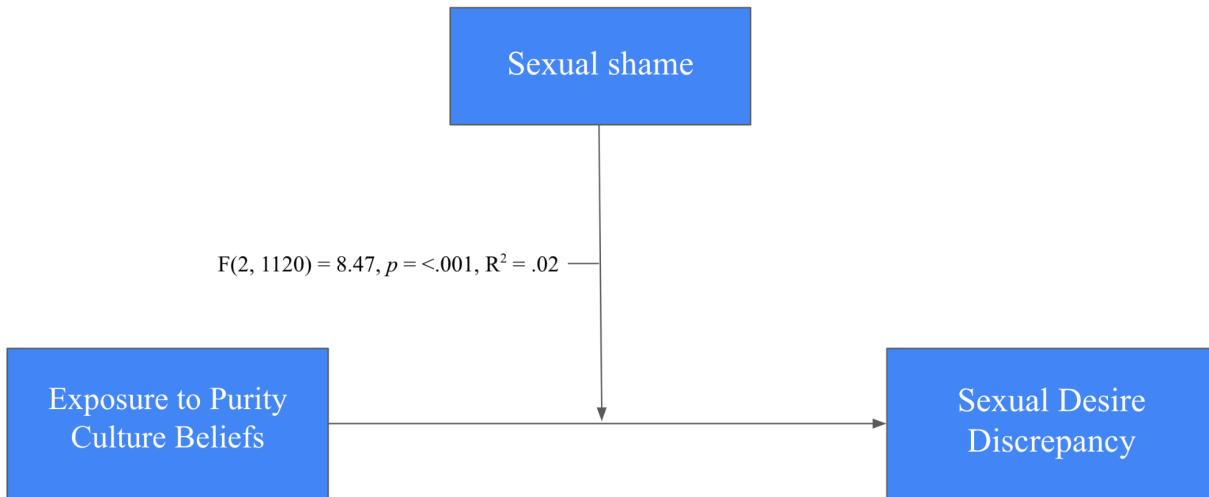 Sexual shame
F(2, 1120) = 8.47, p = <.001, R² = .02
Exposure to Purity
Culture Beliefs
Sexual Desire
Discrepancy